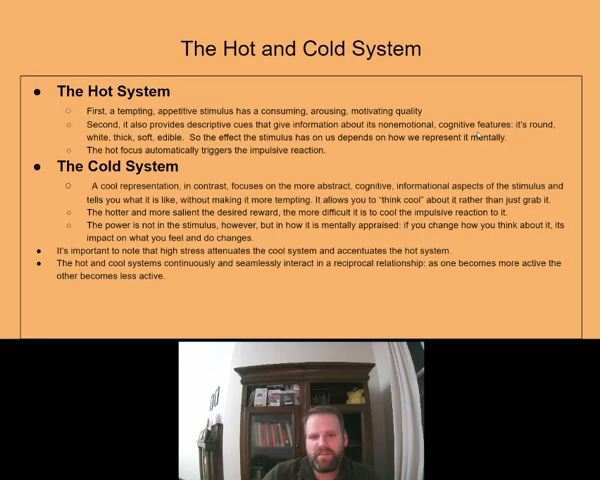 The Hot and Cold System
● The Hot System
○ First, a tempting, appetitive stimulus has a consuming, arousing, motivating quality
○ Second, it also provides descriptive cues that give information about its nonemotional, cognitive features: it's round,
white, thick, soft, edible. So the effect the stimulus has on us depends on how we represent it mentally.
○ The hot focus automatically triggers the impulsive reaction.
● The Cold System
○ A cool representation, in contrast, focuses on the more abstract, cognitive, informational aspects of the stimulus and
tells you what it is like, without making it more tempting. It allows you to “think cool” about it rather than just grab it.
○ The hotter and more salient the desired reward, the more difficult it is to cool the impulsive reaction to it.
○ The power is not in the stimulus, however, but in how it is mentally appraised: if you change how you think about it, its
impact on what you feel and do changes.
● It's important to note that high stress attenuates the cool system and accentuates the hot system.
● The hot and cool systems continuously and seamlessly interact in a reciprocal relationship: as one becomes more active the
other becomes less active.